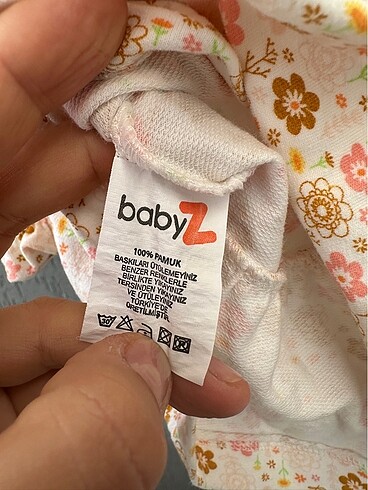 babyZ
100% PAMUK
BASKILARI ÜTÜLEMEYİNİZ
BENZER RENKLERLE
BİRLİKTE YIKAYINIZ
TERSİNDEN YIKAYINIZ
VE ÜTÜLEYİNİZ
TÜRKİYE'DE
ÜRETİLMİŞTİR
30°